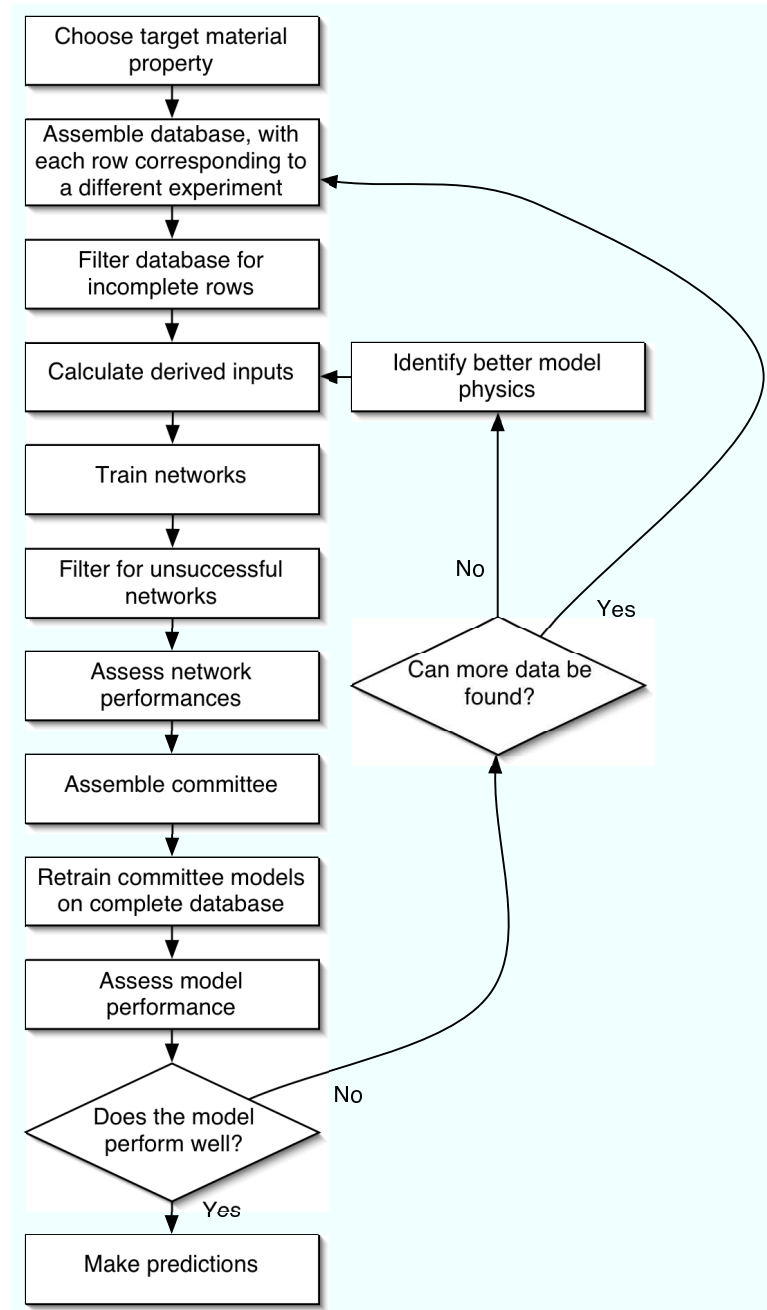 Choose target material
property
Assemble database, with
each row corresponding to
a different experiment
Filter database for
incomplete rows
Calculate derived inputs
Identify better model
physics
Train networks
Filter for unsuccessful
networks
No
Yes
Assess network
performances
Can more data be
found?
Assemble committee
Retrain committee models
on complete database
Assess model
performance
No
Does the model
perform well?
Yes
Make predictions